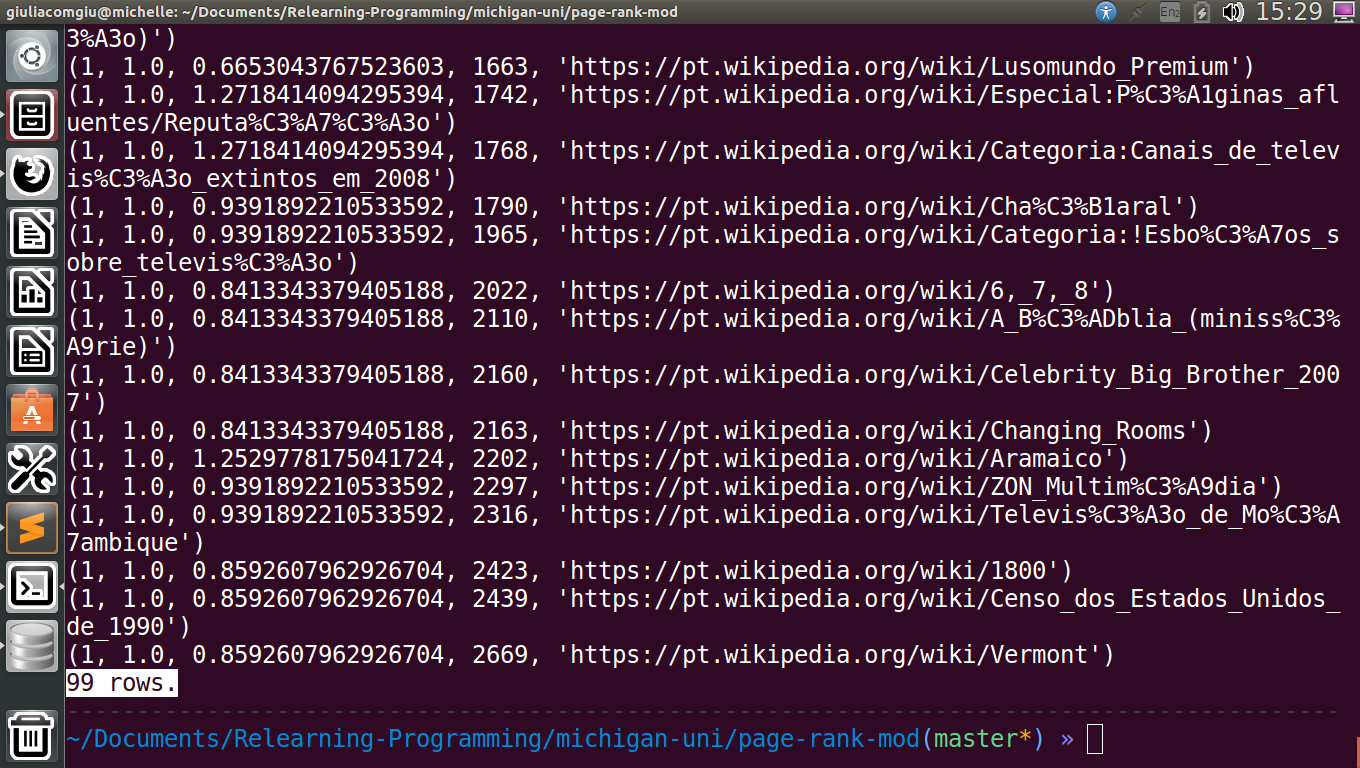 giuliacomgiu@michelle: ~/Documents/Relearning-Programming/michigan-uni/page-rank-mod
En2
15:29
3%A3o)')
(1, 1.0, 0.6653043767523603, 1663, 'https://pt.wikipedia.org/wiki/Lusomundo_Premium')
(1, 1.0, 1.2718414094295394, 1742, 'https://pt.wikipedia.org/wiki/Especial:P%C3%A1ginas_afl
uentes/Reputa%C3%A7%C3%A3o')
(1, 1.0, 1.2718414094295394, 1768, 'https://pt.wikipedia.org/wiki/Categoria:Canais_de_telev
is%C3%A3o_extintos_em_2008')
(1, 1.0, 0.9391892210533592, 1790, 'https://pt.wikipedia.org/wiki/Cha%C3%B1aral')
(1, 1.0, 0.9391892210533592, 1965, 'https://pt.wikipedia.org/wiki/Categoria:!Esbo%C3%A7os_s
obre_televis%C3%A3o')
(1, 1.0, 0.8413343379405188, 2022, 'https://pt.wikipedia.org/wiki/6,_7,_8')
(1, 1.0, 0.8413343379405188, 2110, 'https://pt.wikipedia.org/wiki/A_B%C3%ADblia_(miniss%C3%
A9rie)')
(1, 1.0, 0.8413343379405188, 2160, 'https://pt.wikipedia.org/wiki/Celebrity_Big_Brother_200
7')
(1, 1.0, 0.8413343379405188, 2163, 'https://pt.wikipedia.org/wiki/Changing_Rooms')
(1, 1.0, 1.2529778175041724, 2202, 'https://pt.wikipedia.org/wiki/Aramaico')
(1, 1.0, 0.9391892210533592, 2297, 'https://pt.wikipedia.org/wiki/ZON_Multim%C3%A9dia')
(1, 1.0, 0.9391892210533592, 2316, 'https://pt.wikipedia.org/wiki/Televis%C3%A3o_de_Mo%C3%A
7ambique')
(1, 1.0, 0.8592607962926704, 2423, 'https://pt.wikipedia.org/wiki/1800')
(1, 1.0, 0.8592607962926704, 2439, 'https://pt.wikipedia.org/wiki/Censo_dos_Estados_Unidos_
de_1990')
(1, 1.0, 0.8592607962926704, 2669, 'https://pt.wikipedia.org/wiki/Vermont')
99 rows.
~/Documents/Relearning-Programming/michigan-uni/page-rank-mod(master*) »